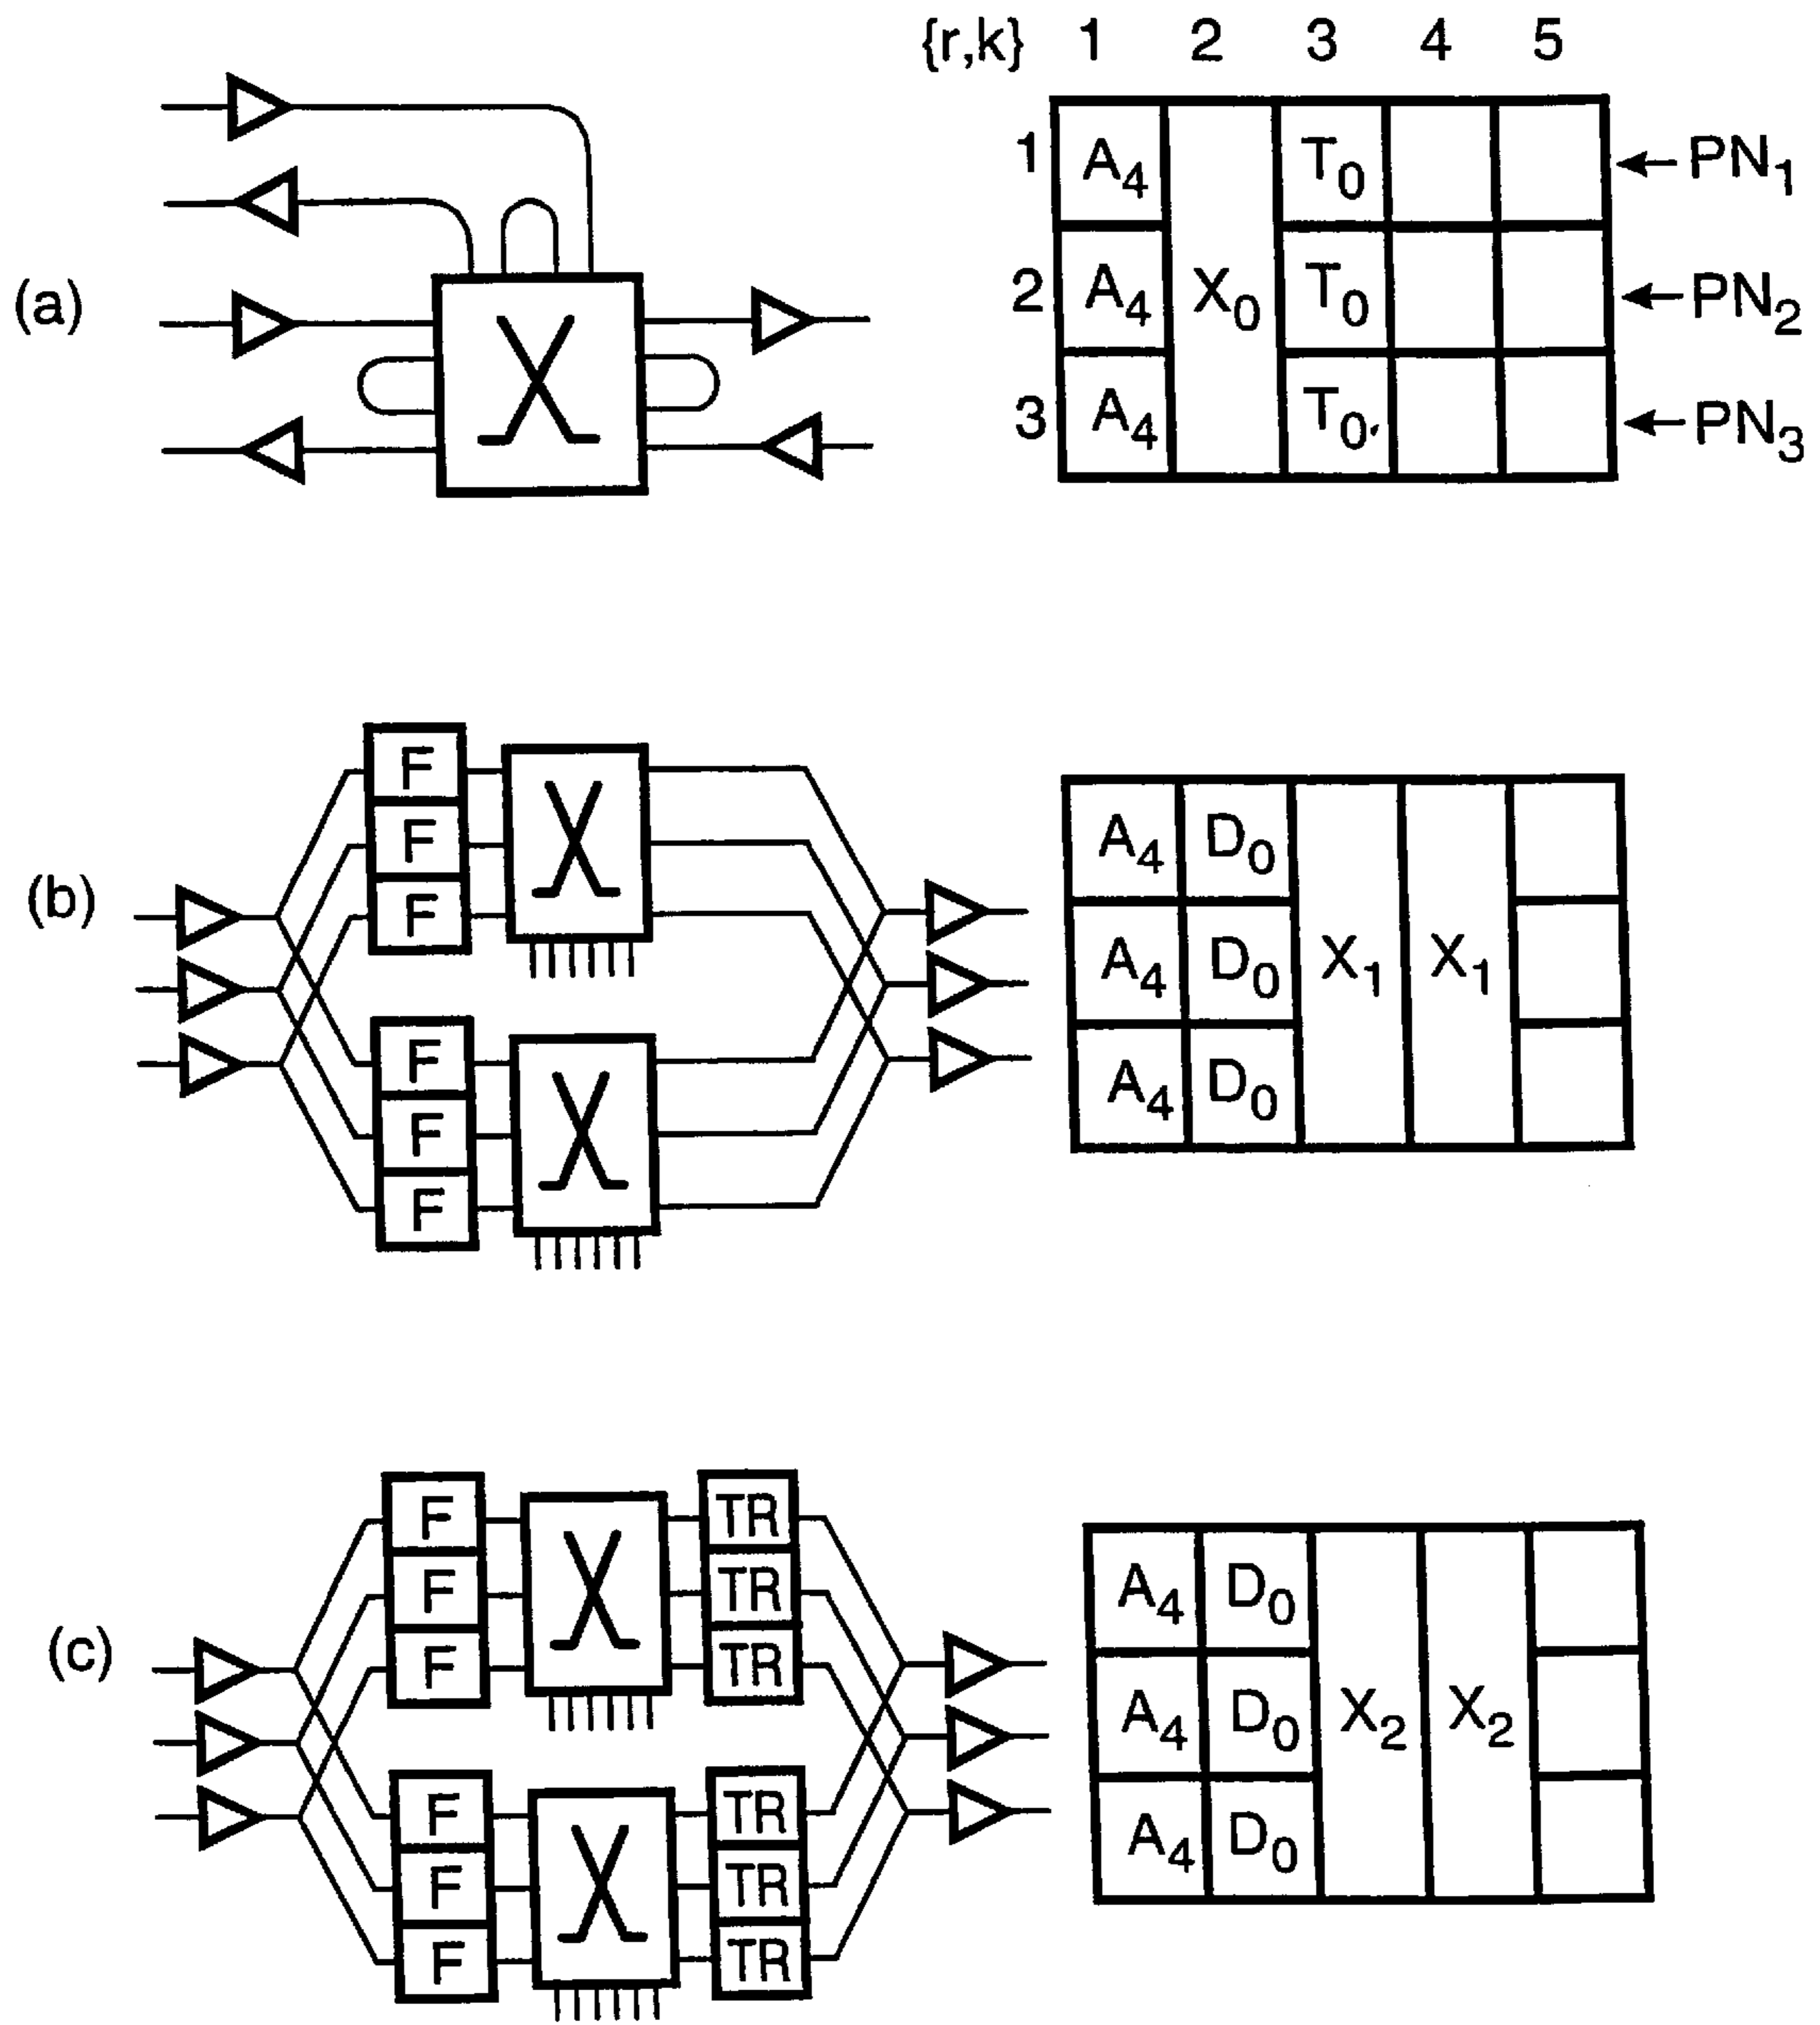 {r,k} 1 2 3 4 5
1 A4 T0 PN1
(a) 2 A4 X0 T0 PN2
3 A4 T0 PN3
F
F
F
A4 D0
(b) A4 D0 X1 X1
A4 D0
F
F
F
F TR
F TR
F TR
A4 D0
(c) A4 D0 X2 X2
A4 D0
F TR
F TR
F TR